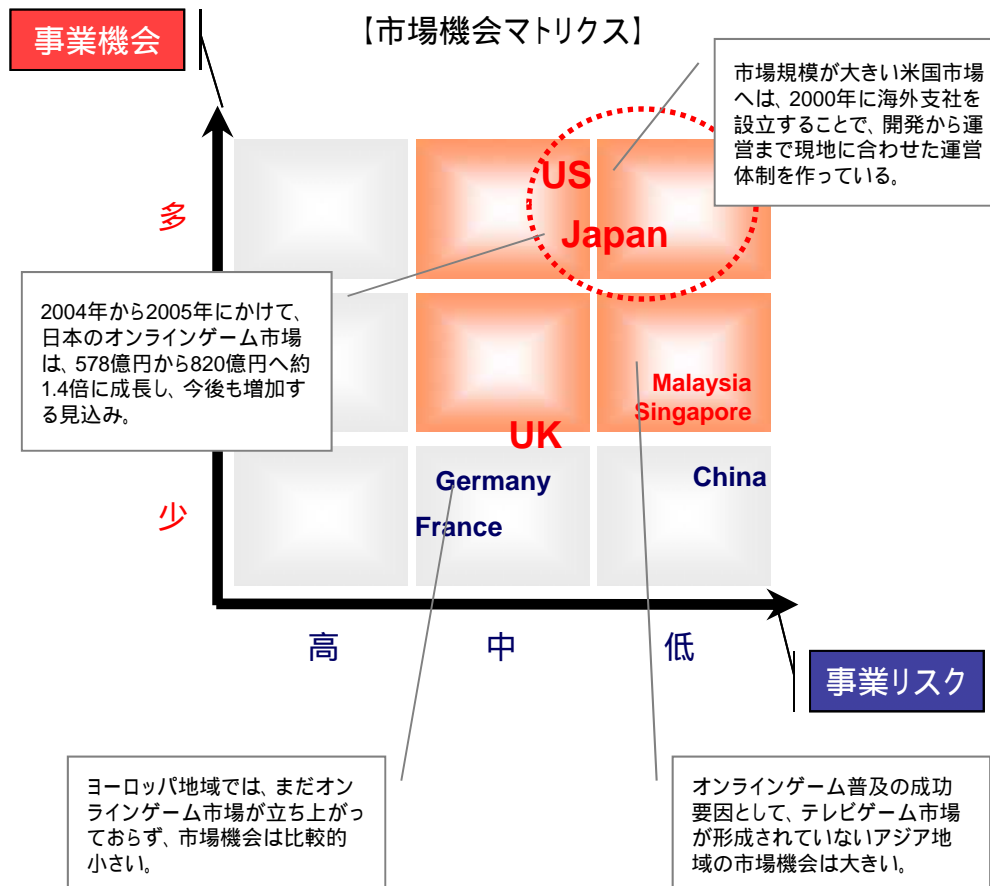 事業機会
【市場機会マトリクス】
市場規模が大きい米国市場
へは、2000年に海外支社を
設立することで、開発から運
営まで現地に合わせた運営
体制を作っている。
US
Japan
多
2004年から2005年にかけて、
日本のオンラインゲーム市場
は、578億円から820億円へ約
1.4倍に成長し、今後も増加す
る見込み。
Malaysia
Singapore
UK
Germany
China
France
少
高
中
低
事業リスク
ヨーロッパ地域では、まだオン
ラインゲーム市場が立ち上がっ
ておらず、市場機会は比較的
小さい。
オンラインゲーム普及の成功
要因として、テレビゲーム市場
が形成されていないアジア地
域の市場機会は大きい。